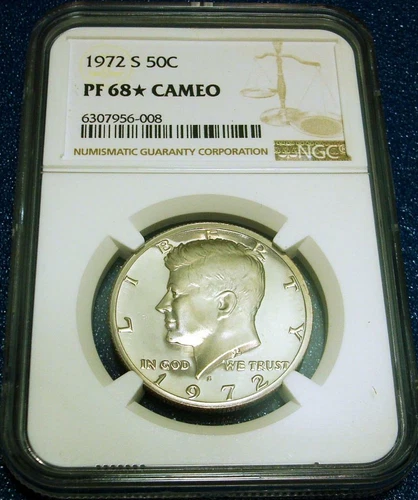 1972 S 50C
PF 68★ CAMEO
6307956-008
NUMISMATIC GUARANTY CORPORATION
NGC
LIBERTY
IN GOD WE TRUST
S
1972